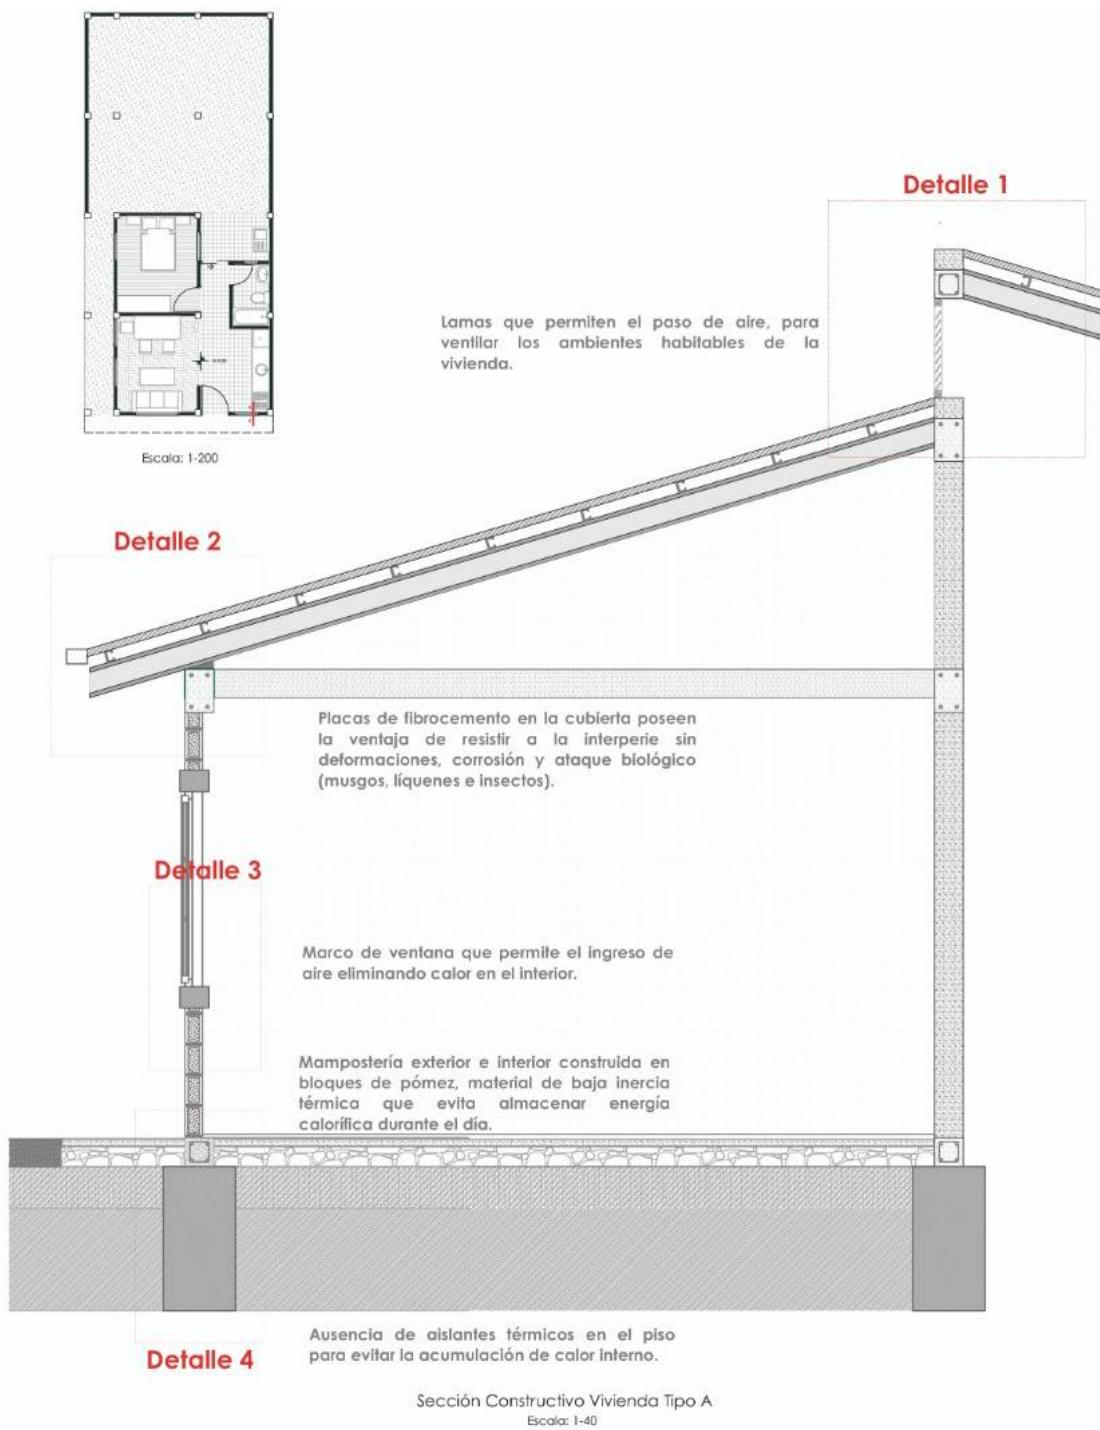 Detalle 1
Lamas que permiten el paso de aire, para
ventilar los ambientes habitables de la
vivienda.
Escala: 1-200
Detalle 2
Placas de fibrocemento en la cubierta poseen
la ventaja de resistir a la interperie sin
deformaciones, corrosión y ataque biológico
(musgos, líquenes e insectos).
Detalle 3
Marco de ventana que permite el ingreso de
aire eliminando calor en el interior.
Mampostería exterior e interior construida en
bloques de pómez, material de baja inercia
térmica que evita almacenar energía
calorífica durante el día.
Ausencia de aislantes térmicos en el piso
para evitar la acumulación de calor interno.
Detalle 4
Sección Constructivo Vivienda Tipo A
Escala: 1-40